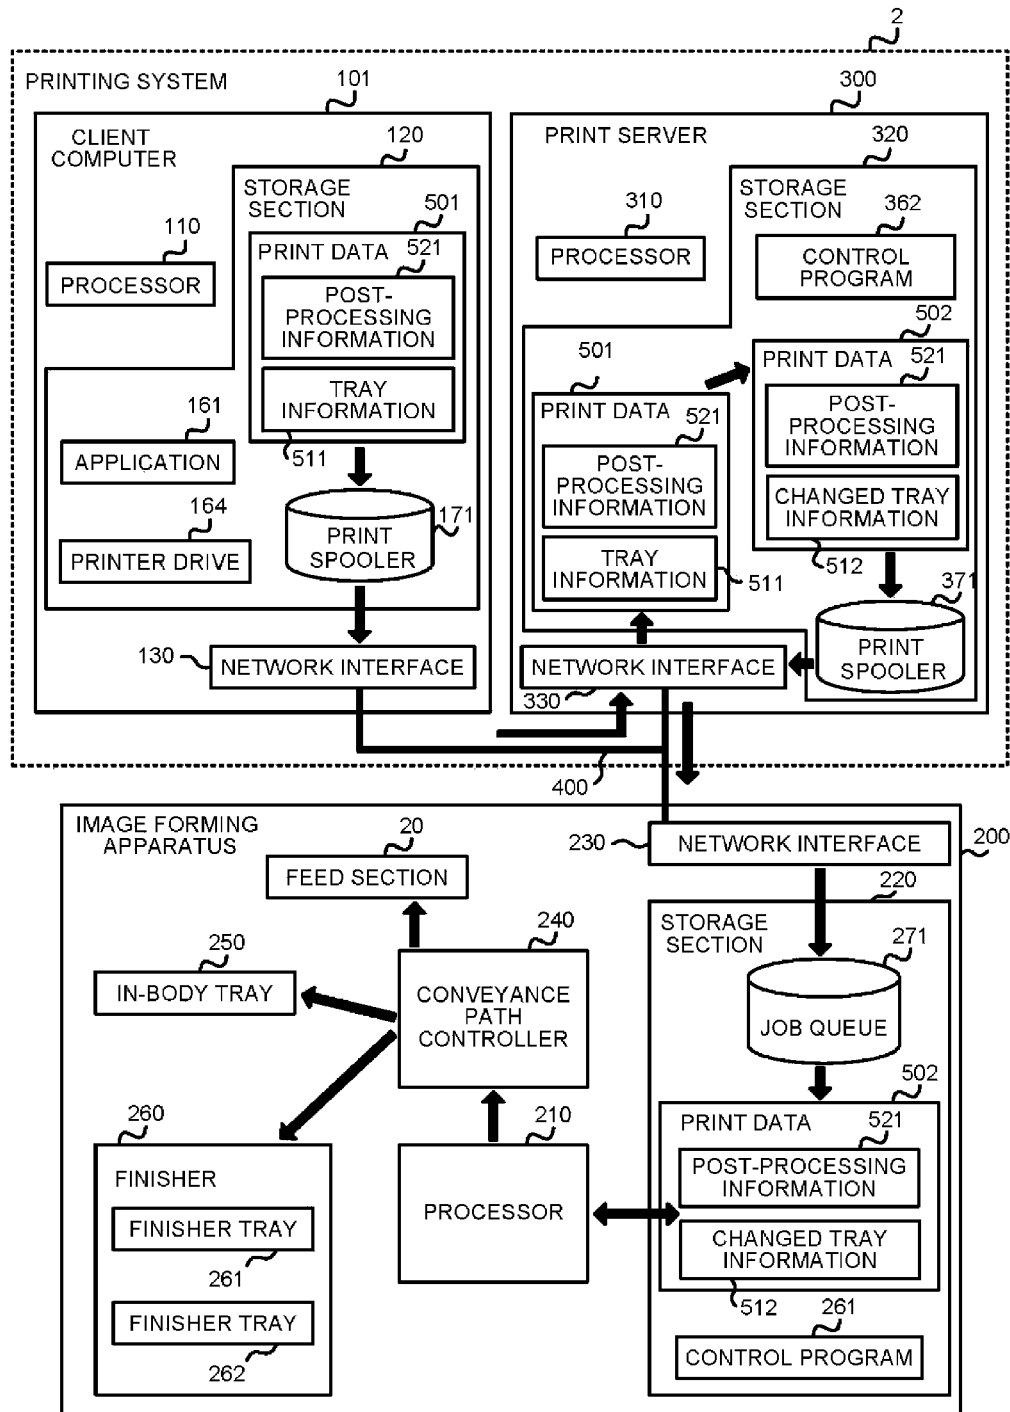 2
PRINTING SYSTEM
101
CLIENT
COMPUTER
120
STORAGE
SECTION
501
PRINT DATA
521
POST-
PROCESSING
INFORMATION
TRAY
INFORMATION
511
110
PROCESSOR
161
APPLICATION
164
PRINTER DRIVE
PRINT
SPOOLER
171
130
NETWORK INTERFACE
300
PRINT SERVER
320
STORAGE
SECTION
310
PROCESSOR
362
CONTROL
PROGRAM
501
PRINT DATA
521
POST-
PROCESSING
INFORMATION
TRAY
INFORMATION
511
502
PRINT DATA
521
POST-
PROCESSING
INFORMATION
CHANGED TRAY
INFORMATION
512
371
PRINT
SPOOLER
NETWORK INTERFACE
330
400
IMAGE FORMING
APPARATUS
200
230
NETWORK INTERFACE
20
FEED SECTION
220
STORAGE
SECTION
271
JOB QUEUE
240
CONVEYANCE
PATH
CONTROLLER
250
IN-BODY TRAY
502
PRINT DATA
521
POST-PROCESSING
INFORMATION
CHANGED TRAY
INFORMATION
512
210
PROCESSOR
260
FINISHER
FINISHER TRAY
261
FINISHER TRAY
262
261
CONTROL PROGRAM